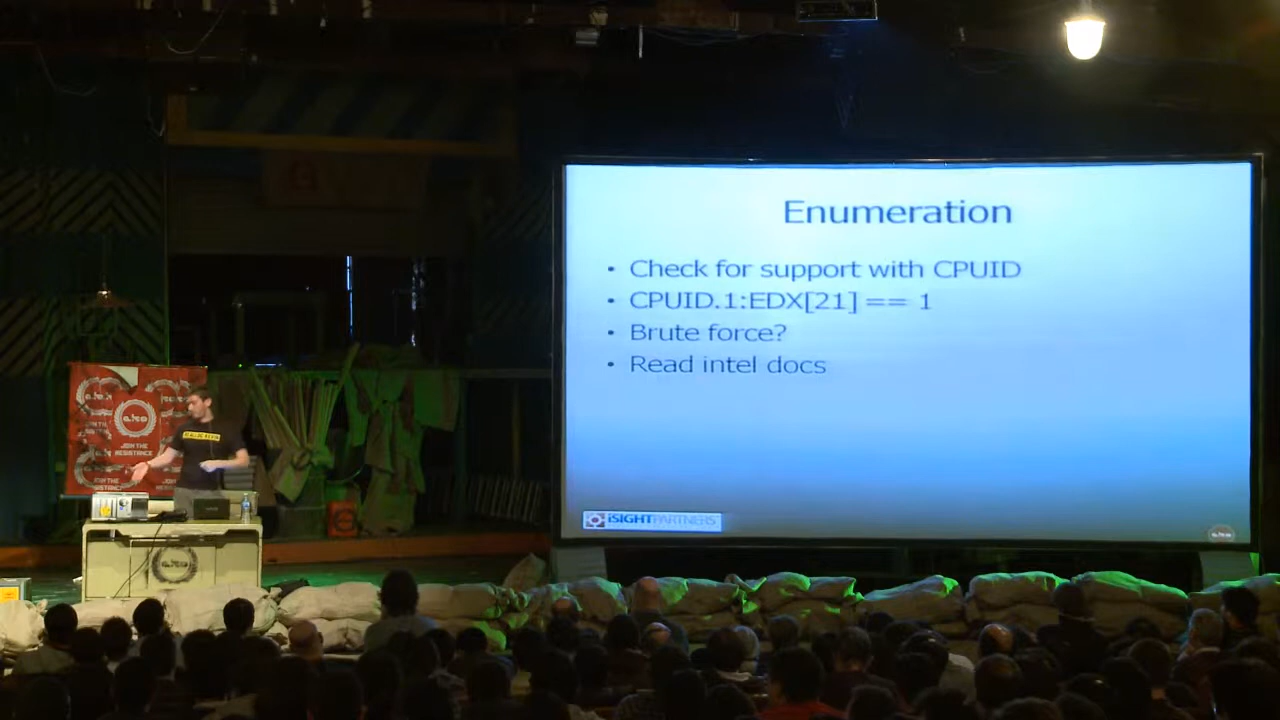 Enumeration
• Check for support with CPUID
• CPUID.1:EDX[21] == 1
• Brute force?
• Read intel docs
iSIGHTPARTNERS
JOIN THE
RESISTANCE